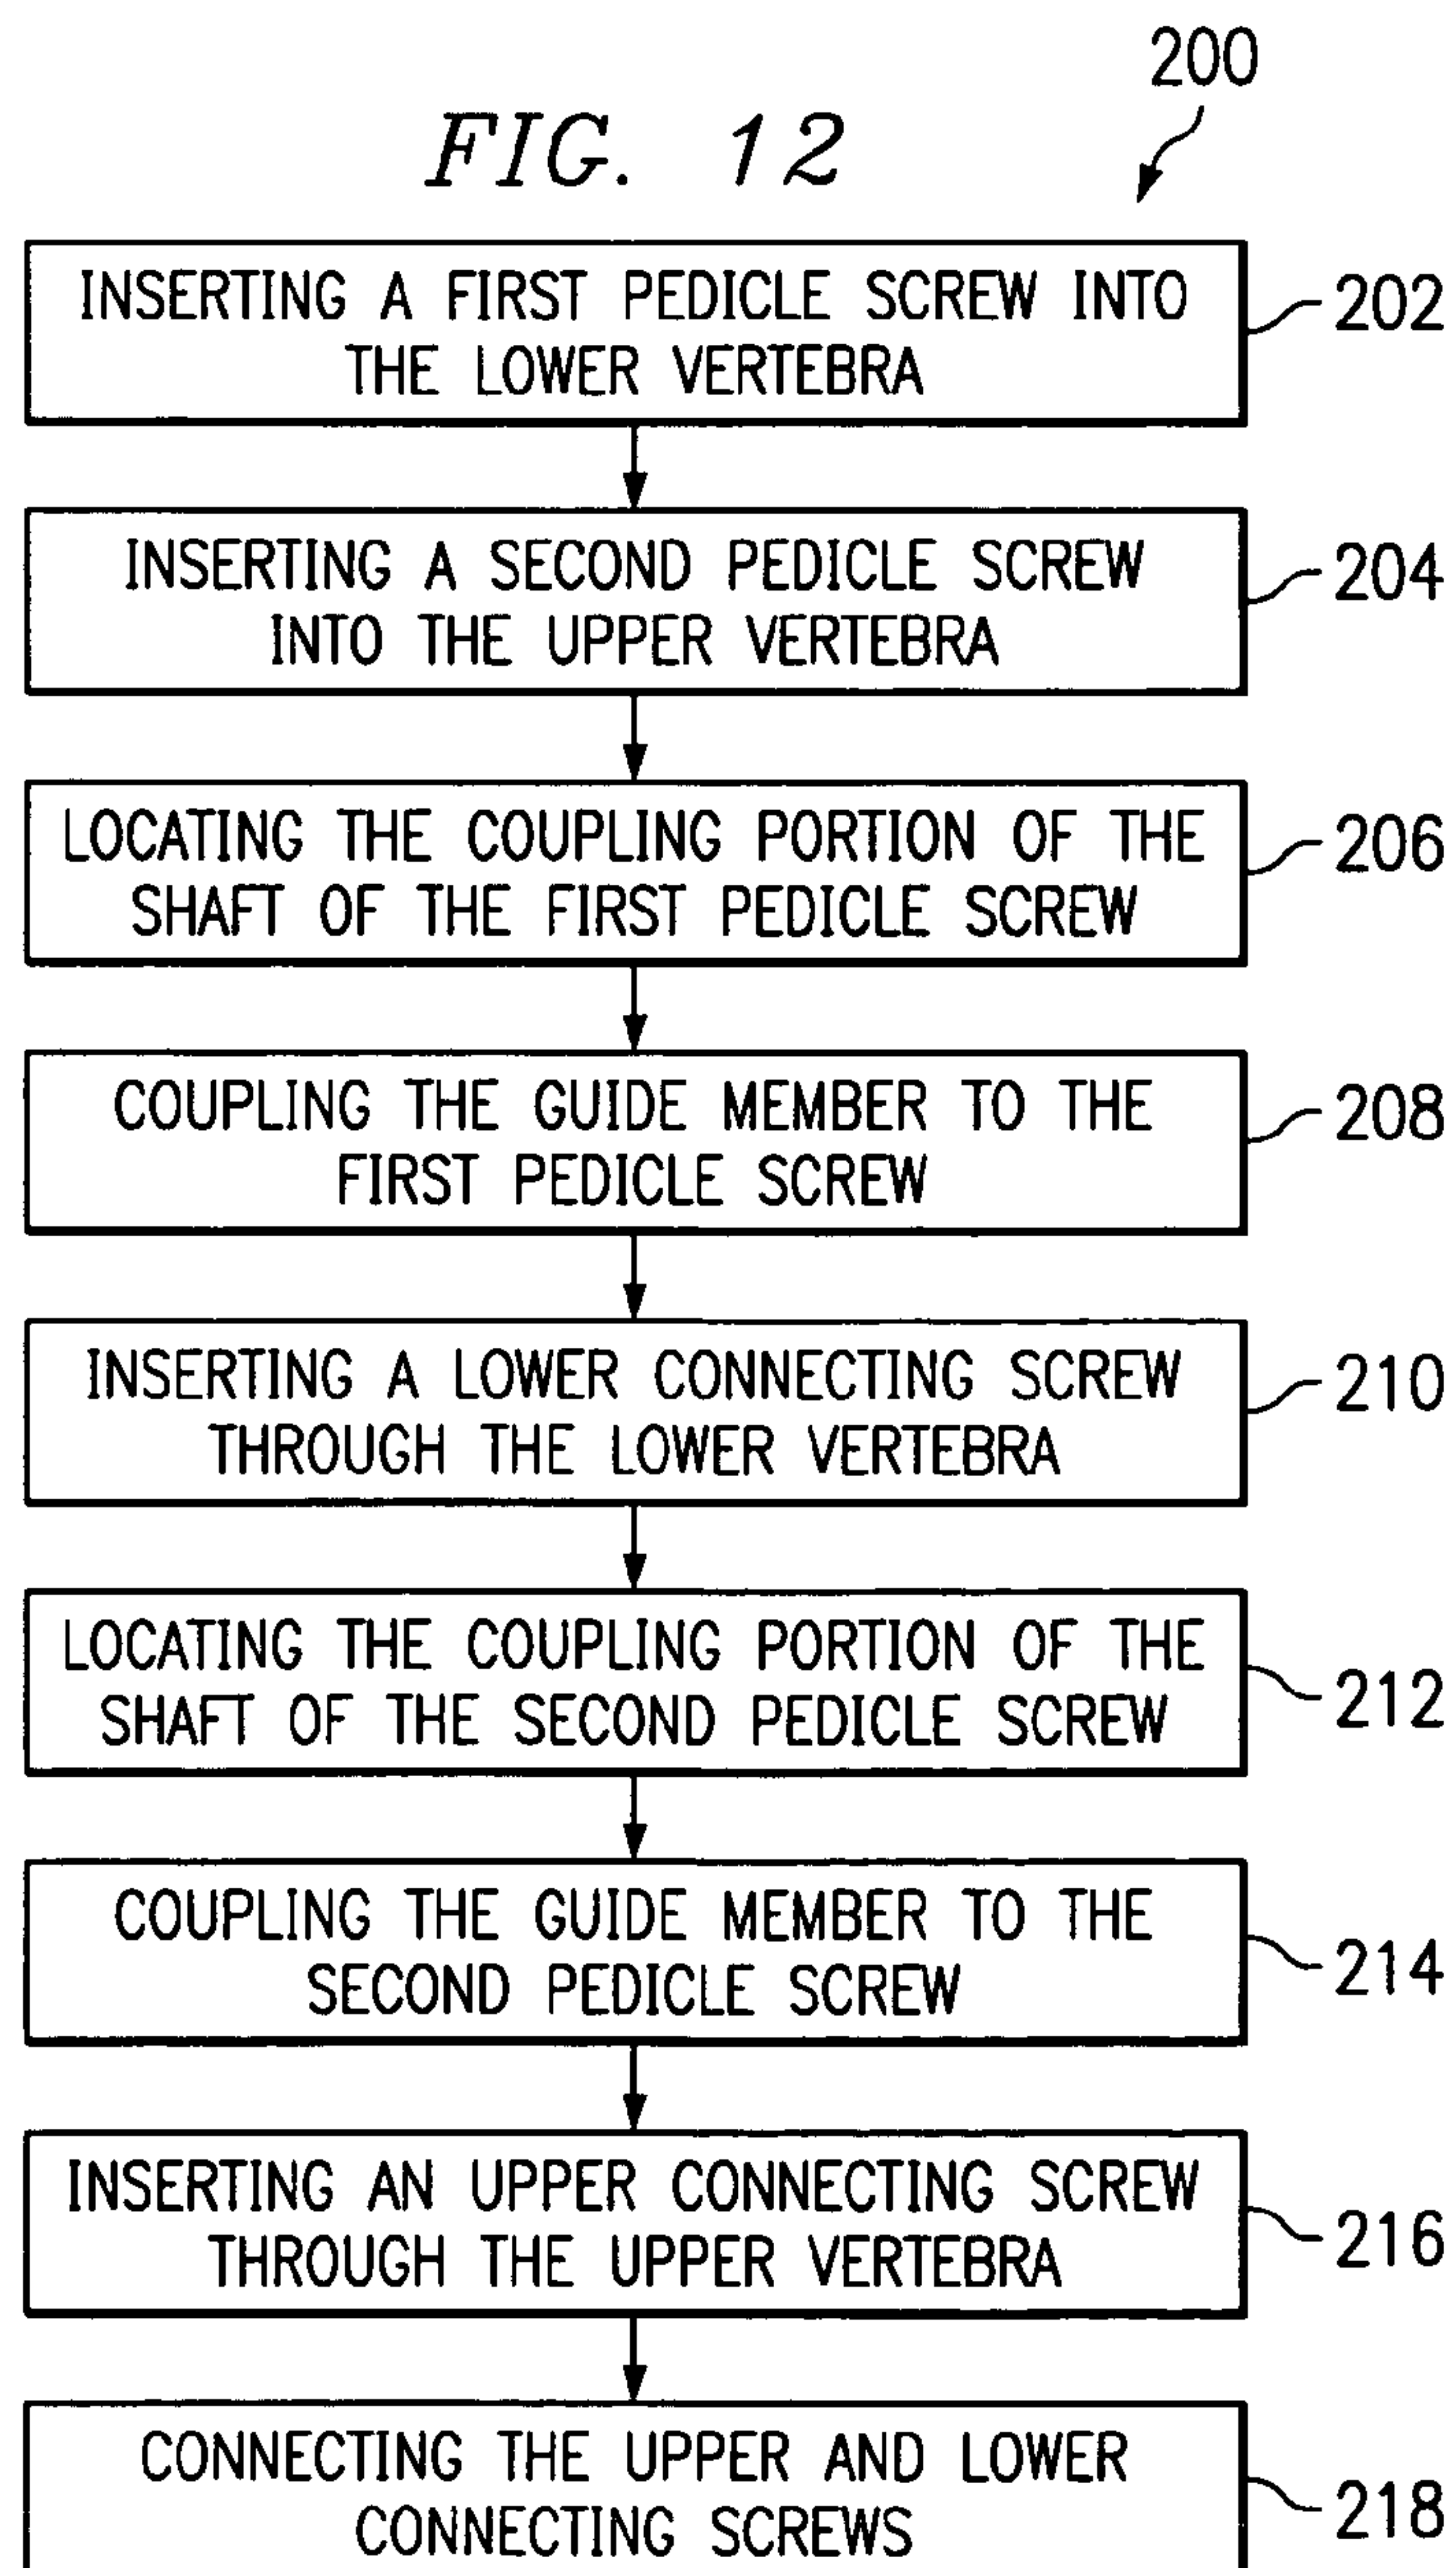 200
FIG. 12
INSERTING A FIRST PEDICLE SCREW INTO
THE LOWER VERTEBRA
202
INSERTING A SECOND PEDICLE SCREW
INTO THE UPPER VERTEBRA
204
LOCATING THE COUPLING PORTION OF THE
SHAFT OF THE FIRST PEDICLE SCREW
206
COUPLING THE GUIDE MEMBER TO THE
FIRST PEDICLE SCREW
208
INSERTING A LOWER CONNECTING SCREW
THROUGH THE LOWER VERTEBRA
210
LOCATING THE COUPLING PORTION OF THE
SHAFT OF THE SECOND PEDICLE SCREW
212
COUPLING THE GUIDE MEMBER TO THE
SECOND PEDICLE SCREW
214
INSERTING AN UPPER CONNECTING SCREW
THROUGH THE UPPER VERTEBRA
216
CONNECTING THE UPPER AND LOWER
CONNECTING SCREWS
218